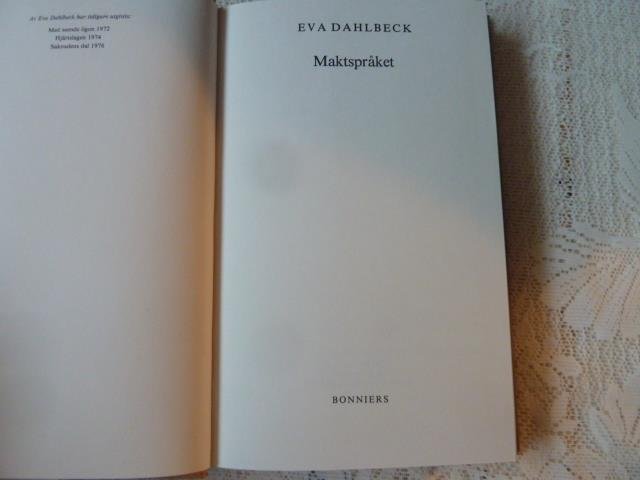 Av Eva Dahlbeck har tidigare utgivits:
Med seende ögon 1972
Hjärtslagen 1974
Saknadens dal 1976
EVA DAHLBECK
Maktspråket
BONNIERS